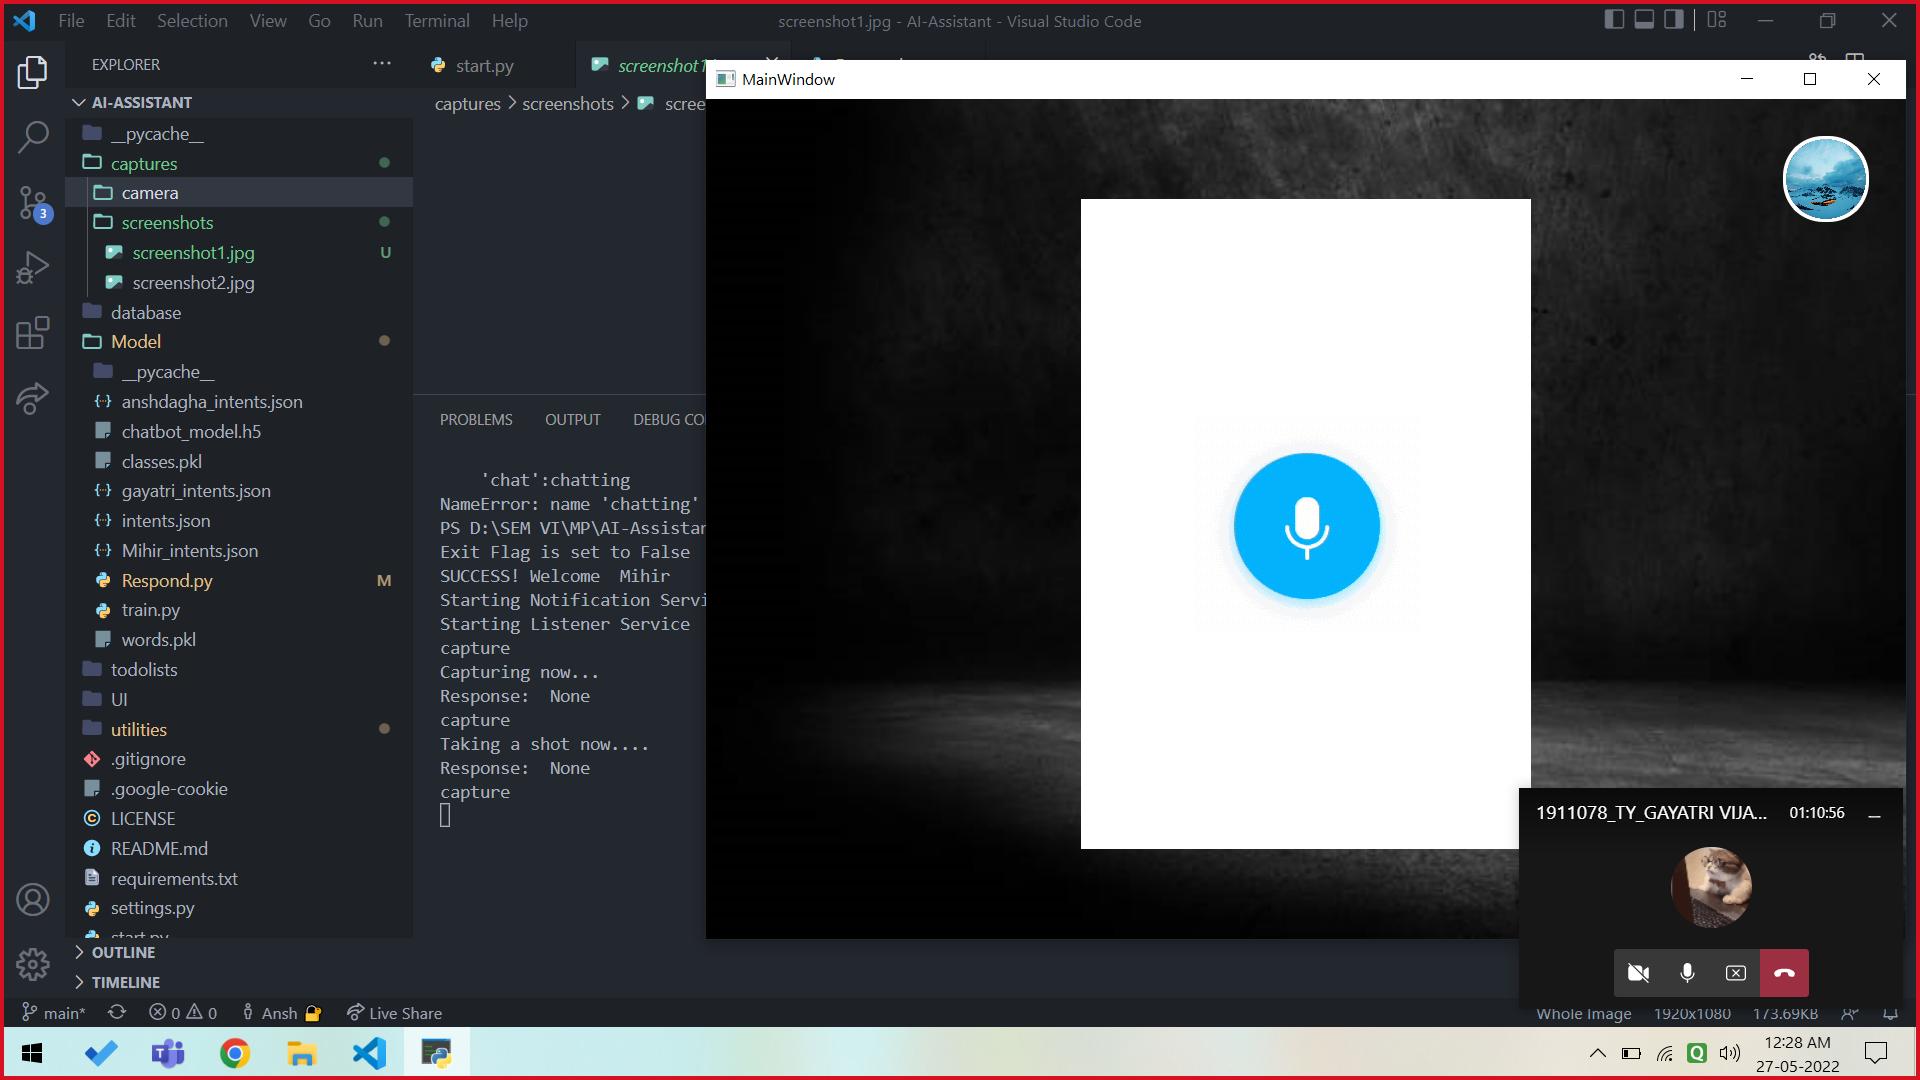 File Edit Selection View Go Run Terminal Help
screenshot1.jpg - AI-Assistant - Visual Studio Code
EXPLORER
start.py
screenshot1
AI-ASSISTANT
captures > screenshots > scree
__pycache__
captures
camera
screenshots
screenshot1.jpg U
screenshot2.jpg
database
Model
__pycache__
anshdagha_intents.json
chatbot_model.h5
classes.pkl
gayatri_intents.json
intents.json
Mihir_intents.json
Respond.py M
train.py
words.pkl
todolists
UI
utilities
.gitignore
.google-cookie
LICENSE
README.md
requirements.txt
settings.py
start.py
OUTLINE
TIMELINE
3
PROBLEMS OUTPUT DEBUG CO
'chat':chatting
NameError: name 'chatting'
PS D:\SEM VI\MP\AI-Assistan
Exit Flag is set to False
SUCCESS! Welcome  Mihir
Starting Notification Servi
Starting Listener Service
capture
Capturing now...
Response:  None
capture
Taking a shot now....
Response:  None
capture
MainWindow
1911078_TY_GAYATRI VIJA... 01:10:56
main* 0 0 Ansh Live Share
Whole Image 1920x1080 173.69KB
12:28 AM
27-05-2022